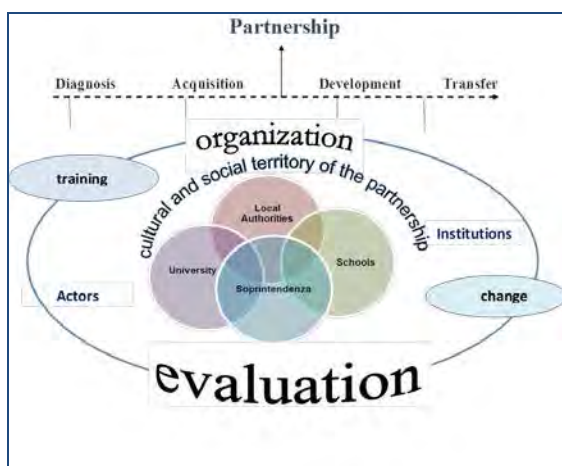 Partnership
Diagnosis Acquisition Development Transfer
organization
cultural and social territory of the partnership
training
Local
Authorities
Institutions
University
Schools
Soprintendenza
Actors
change
evaluation